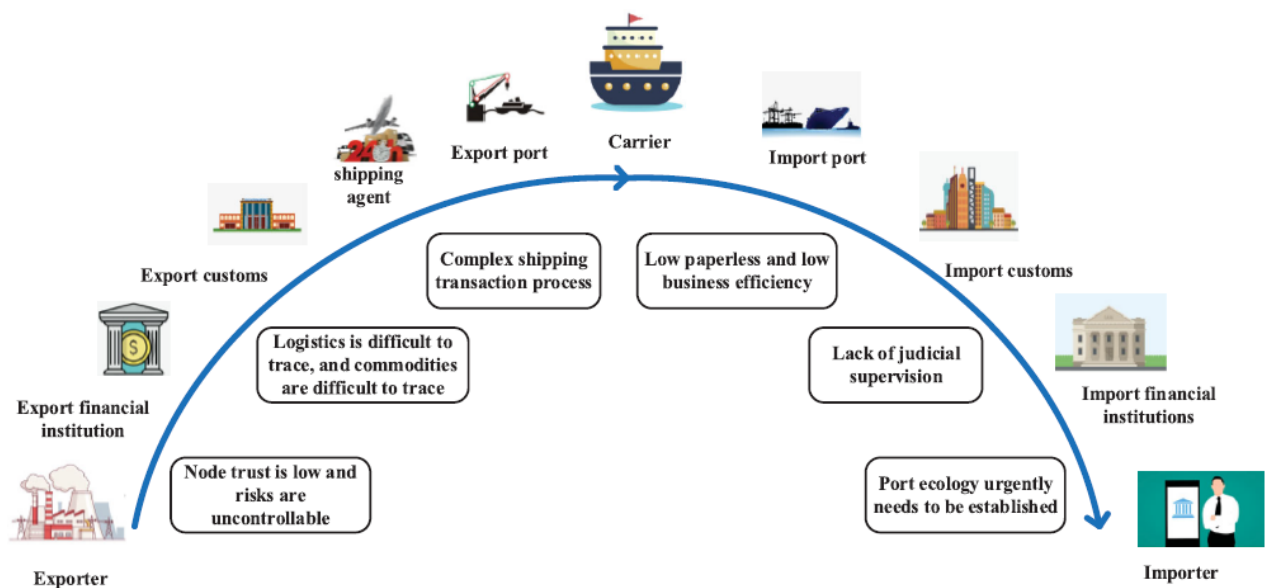 Carrier
Export port
Import port
shipping
agent
Export customs
Import customs
Complex shipping
transaction process
Low paperless and low
business efficiency
Logistics is difficult to
trace, and commodities
are difficult to trace
Lack of judicial
supervision
Export financial
institution
Import financial
institutions
Node trust is low and
risks are
uncontrollable
Port ecology urgently
needs to be established
Exporter
Importer
24h
$